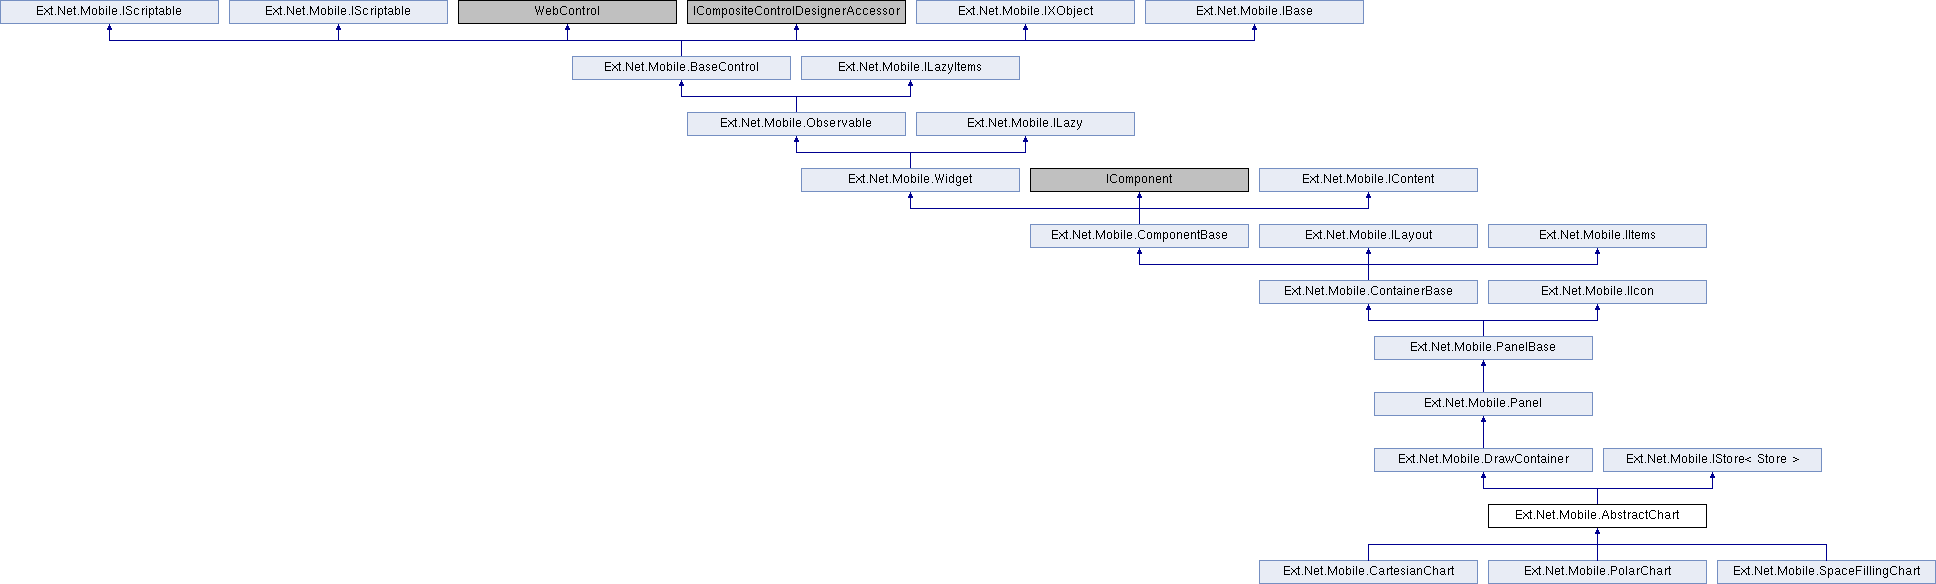 Ext.Net.Mobile.IScriptable Ext.Net.Mobile.IScriptable WebControl ICompositeControlDesignerAccessor Ext.Net.Mobile.IXObject Ext.Net.Mobile.IBase
Ext.Net.Mobile.BaseControl Ext.Net.Mobile.ILazyItems
Ext.Net.Mobile.Observable Ext.Net.Mobile.ILazy
Ext.Net.Mobile.Widget IComponent Ext.Net.Mobile.IContent
Ext.Net.Mobile.ComponentBase Ext.Net.Mobile.ILayout Ext.Net.Mobile.IItems
Ext.Net.Mobile.ContainerBase Ext.Net.Mobile.IIcon
Ext.Net.Mobile.PanelBase
Ext.Net.Mobile.Panel
Ext.Net.Mobile.DrawContainer Ext.Net.Mobile.IStore< Store >
Ext.Net.Mobile.AbstractChart
Ext.Net.Mobile.CartesianChart Ext.Net.Mobile.PolarChart Ext.Net.Mobile.SpaceFillingChart